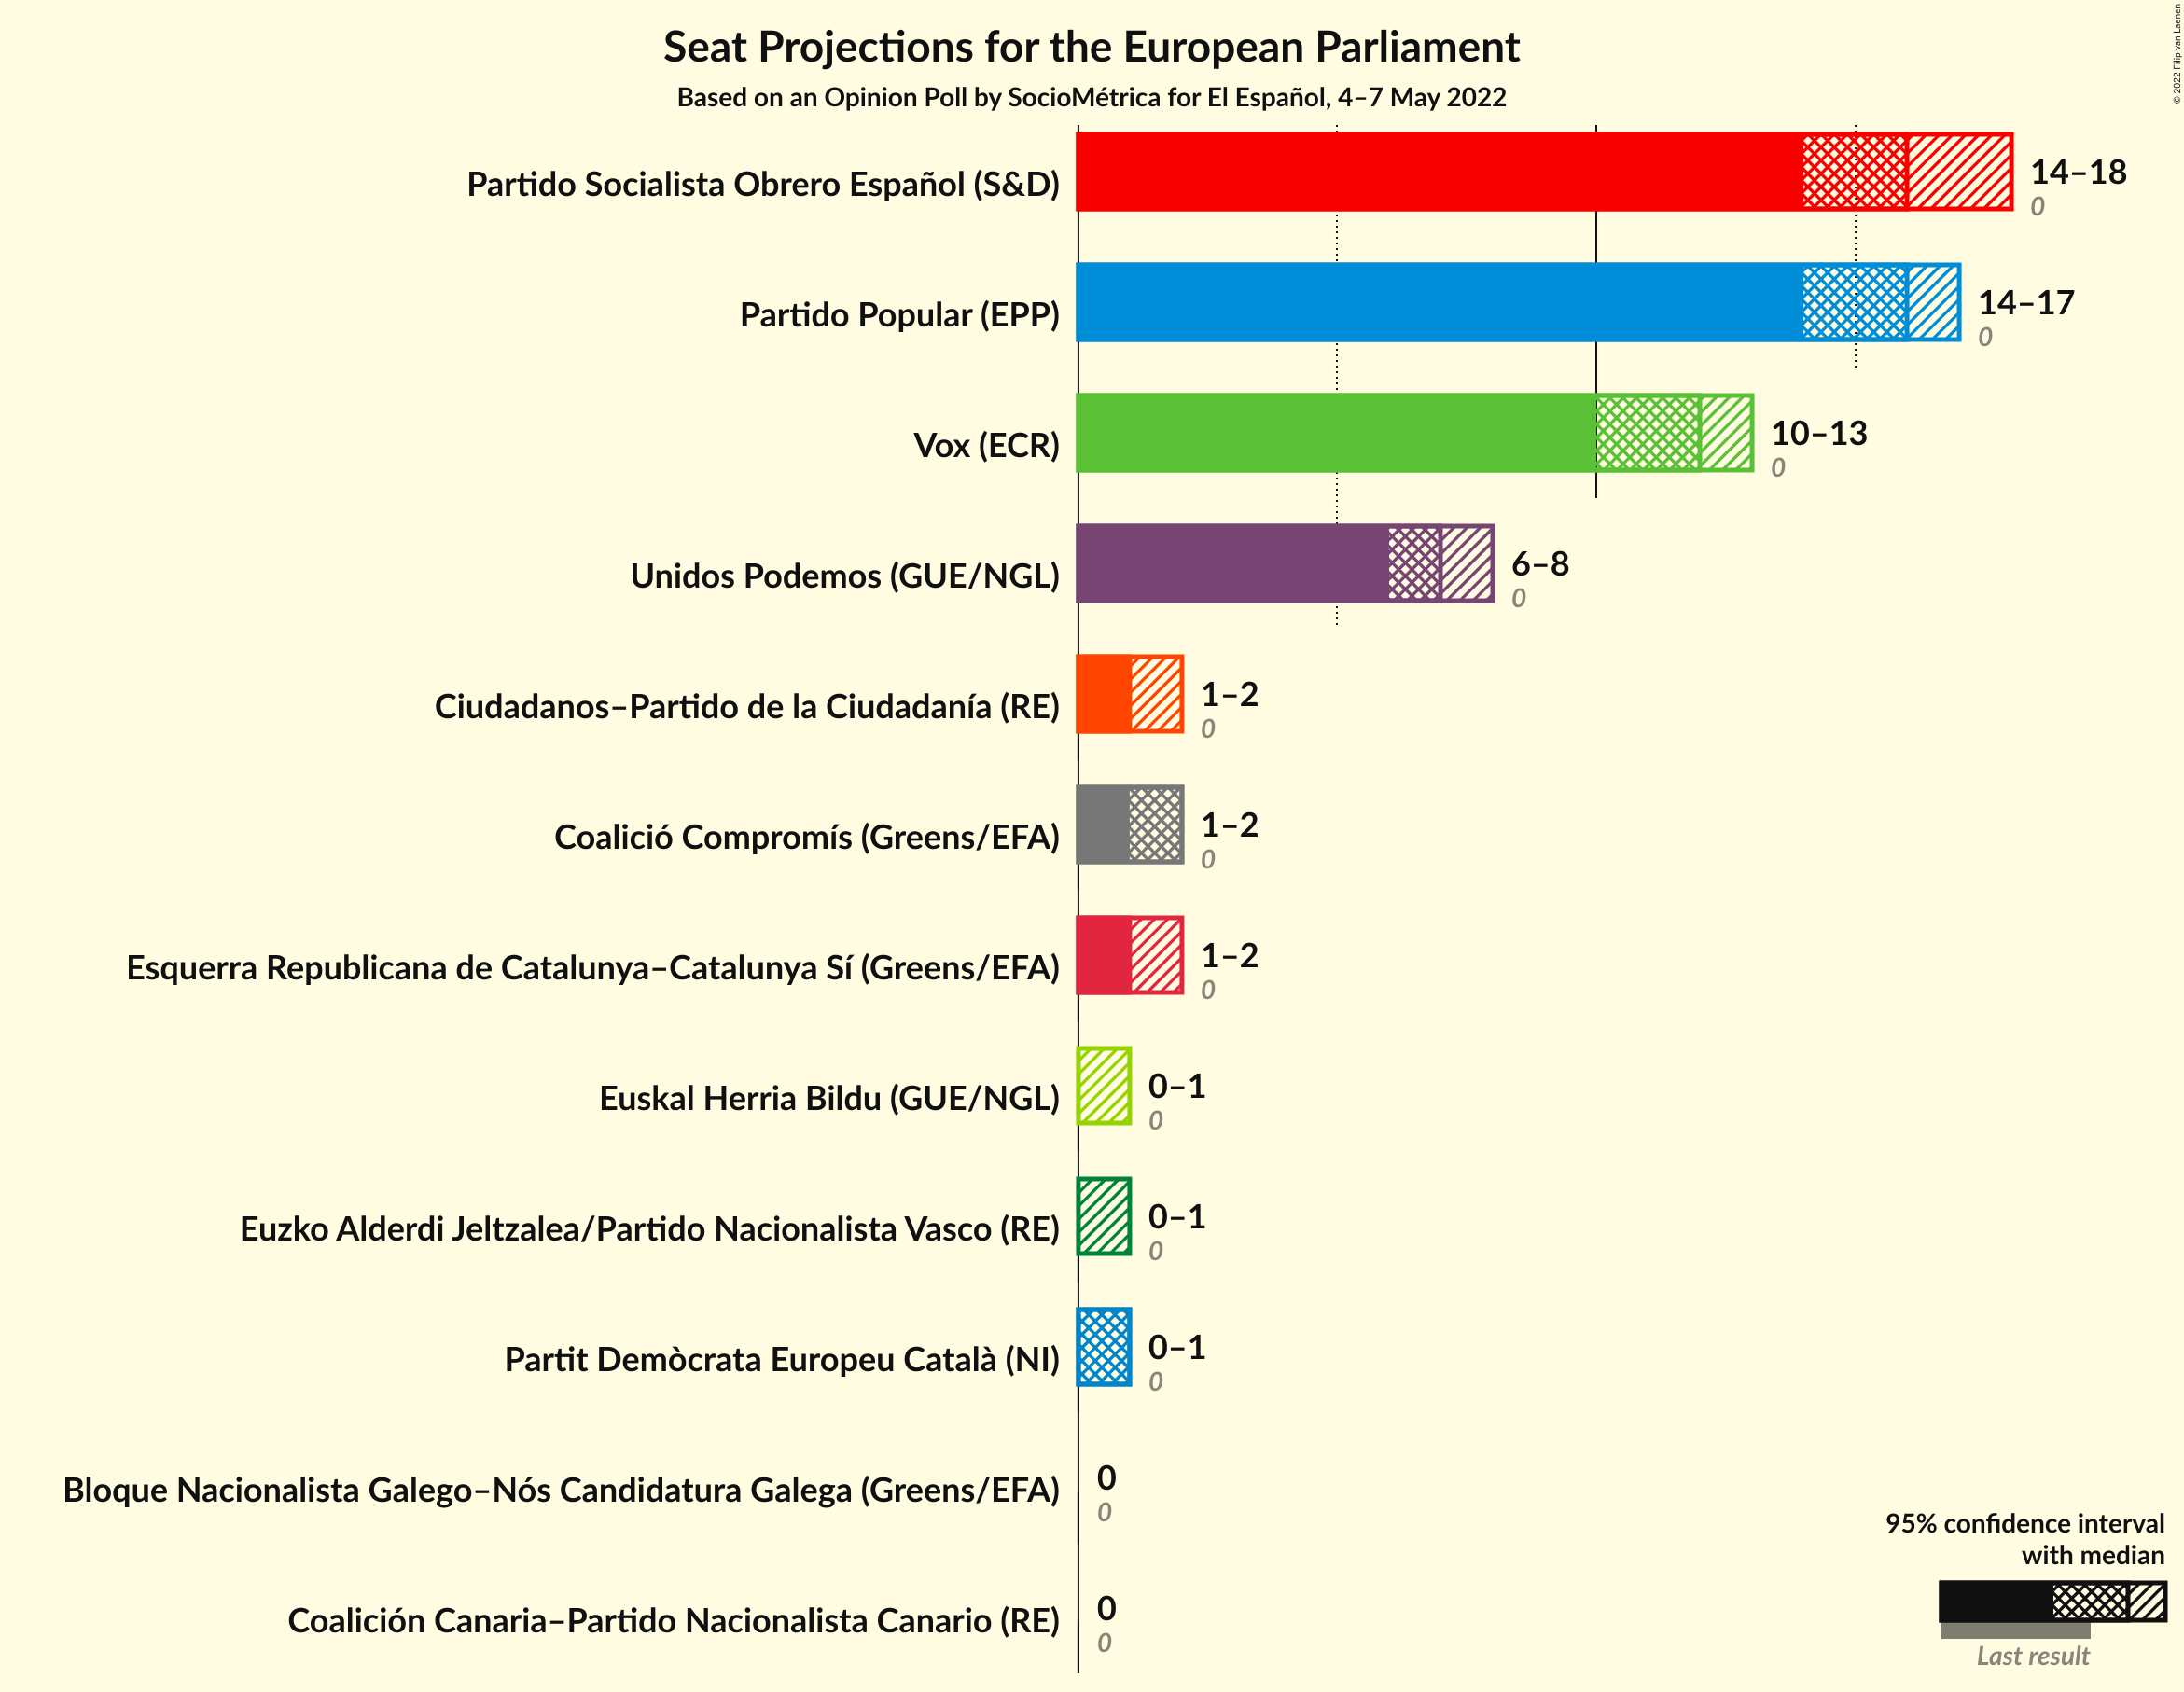 Seat Projections for the European Parliament
Based on an Opinion Poll by SocioMétrica for El Español, 4–7 May 2022
© 2022 Filip van Laenen
Partido Socialista Obrero Español (S&D)
14–18
0
Partido Popular (EPP)
14–17
0
Vox (ECR)
10–13
0
Unidos Podemos (GUE/NGL)
6–8
0
Ciudadanos–Partido de la Ciudadanía (RE)
1–2
0
Coalició Compromís (Greens/EFA)
1–2
0
Esquerra Republicana de Catalunya–Catalunya Sí (Greens/EFA)
1–2
0
Euskal Herria Bildu (GUE/NGL)
0–1
0
Euzko Alderdi Jeltzalea/Partido Nacionalista Vasco (RE)
0–1
0
Partit Demòcrata Europeu Català (NI)
0–1
0
Bloque Nacionalista Galego–Nós Candidatura Galega (Greens/EFA)
0
0
Coalición Canaria–Partido Nacionalista Canario (RE)
0
0
95% confidence interval
with median
Last result